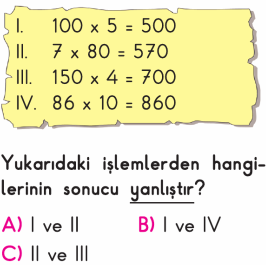 I. 100 x 5 = 500
II. 7 x 80 = 570
III. 150 x 4 = 700
IV. 86 x 10 = 860
Yukarıdaki işlemlerden hangi-
lerinin sonucu yanlıştır?
A) I ve II B) I ve IV
C) II ve III